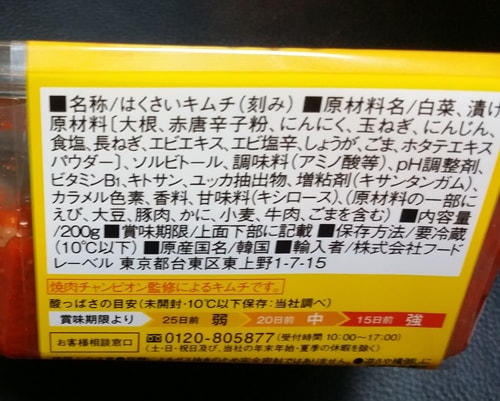 ■名称/はくさいキムチ(刻み) ■原材料名/白菜、漬け
原材料〔大根、赤唐辛子粉、にんにく、玉ねぎ、にんじん、
食塩、長ねぎ、エビエキス、エビ塩辛、しょうが、ごま、ホタテエキス
パウダー〕、ソルビトール、調味料(アミノ酸等)、pH調整剤、
ビタミンB₁、キトサン、ユッカ抽出物、増粘剤(キサンタンガム)、
カラメル色素、香料、甘味料(キシロース)、(原材料の一部に
えび、大豆、豚肉、かに、小麦、牛肉、ごまを含む) ■内容量
/200g ■賞味期限/上面下部に記載 ■保存方法/要冷蔵
(10℃以下) ■原産国名/韓国 ■輸入者/株式会社フード
レーベル 東京都台東区東上野1-7-15
焼肉チャンピオン監修によるキムチです。
酸っぱさの目安(未開封・10℃以下保存:当社調べ)
賞味期限より 25日前 弱 20日前 中 15日前 強
お客様相談窓口 0120-805877(受付時間 10:00〜17:00)
(土・日・祝日及び、当社の年末年始・夏季の休暇を除く)